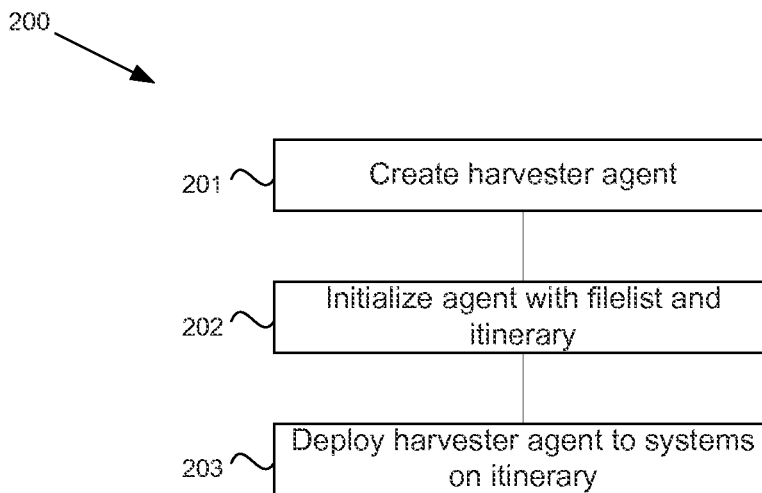 200
201
Create harvester agent
202
Initialize agent with filelist and
itinerary
203
Deploy harvester agent to systems
on itinerary